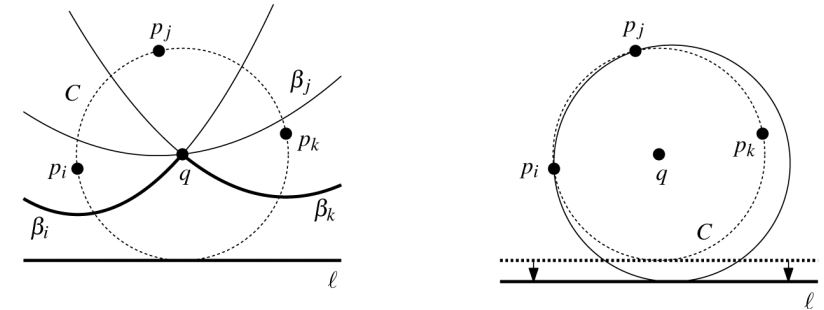 p_j
C
β_j
p_k
p_i
q
β_i
β_k
ℓ
p_j
p_k
p_i
q
C
ℓ